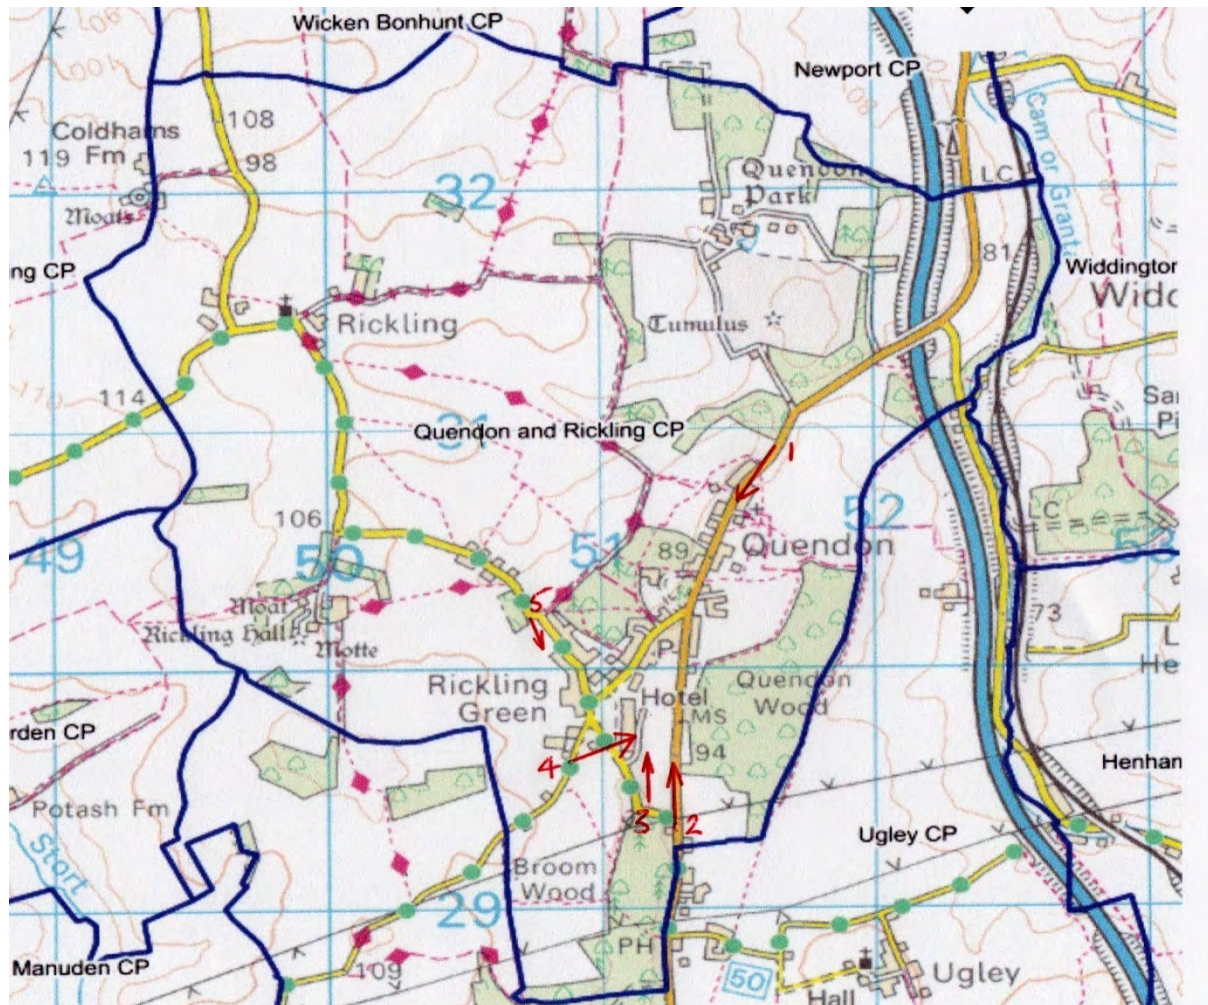 Wicken Bonhunt CP
Newport CP
108
Coldhams
119 Fm
98
Moats
32
Quendon
Park
LC
Cam or Granta
81
ng CP
Widdington
Widd
Rickling
Tumulus
114
31
Quendon and Rickling CP
1
Sa
Pi
106
49
50
51
52
53
LC
89
Quendon
Moat
Rickling Hall
Motte
5
73
L
He
P
Rickling
Green
Hotel
Quendon
Wood
MS
94
rden CP
4
Henhan
Potash Fm
3
2
Ugley CP
Stort
Broom
Wood
29
PH
Manuden CP
109
50
Ugley
Hall